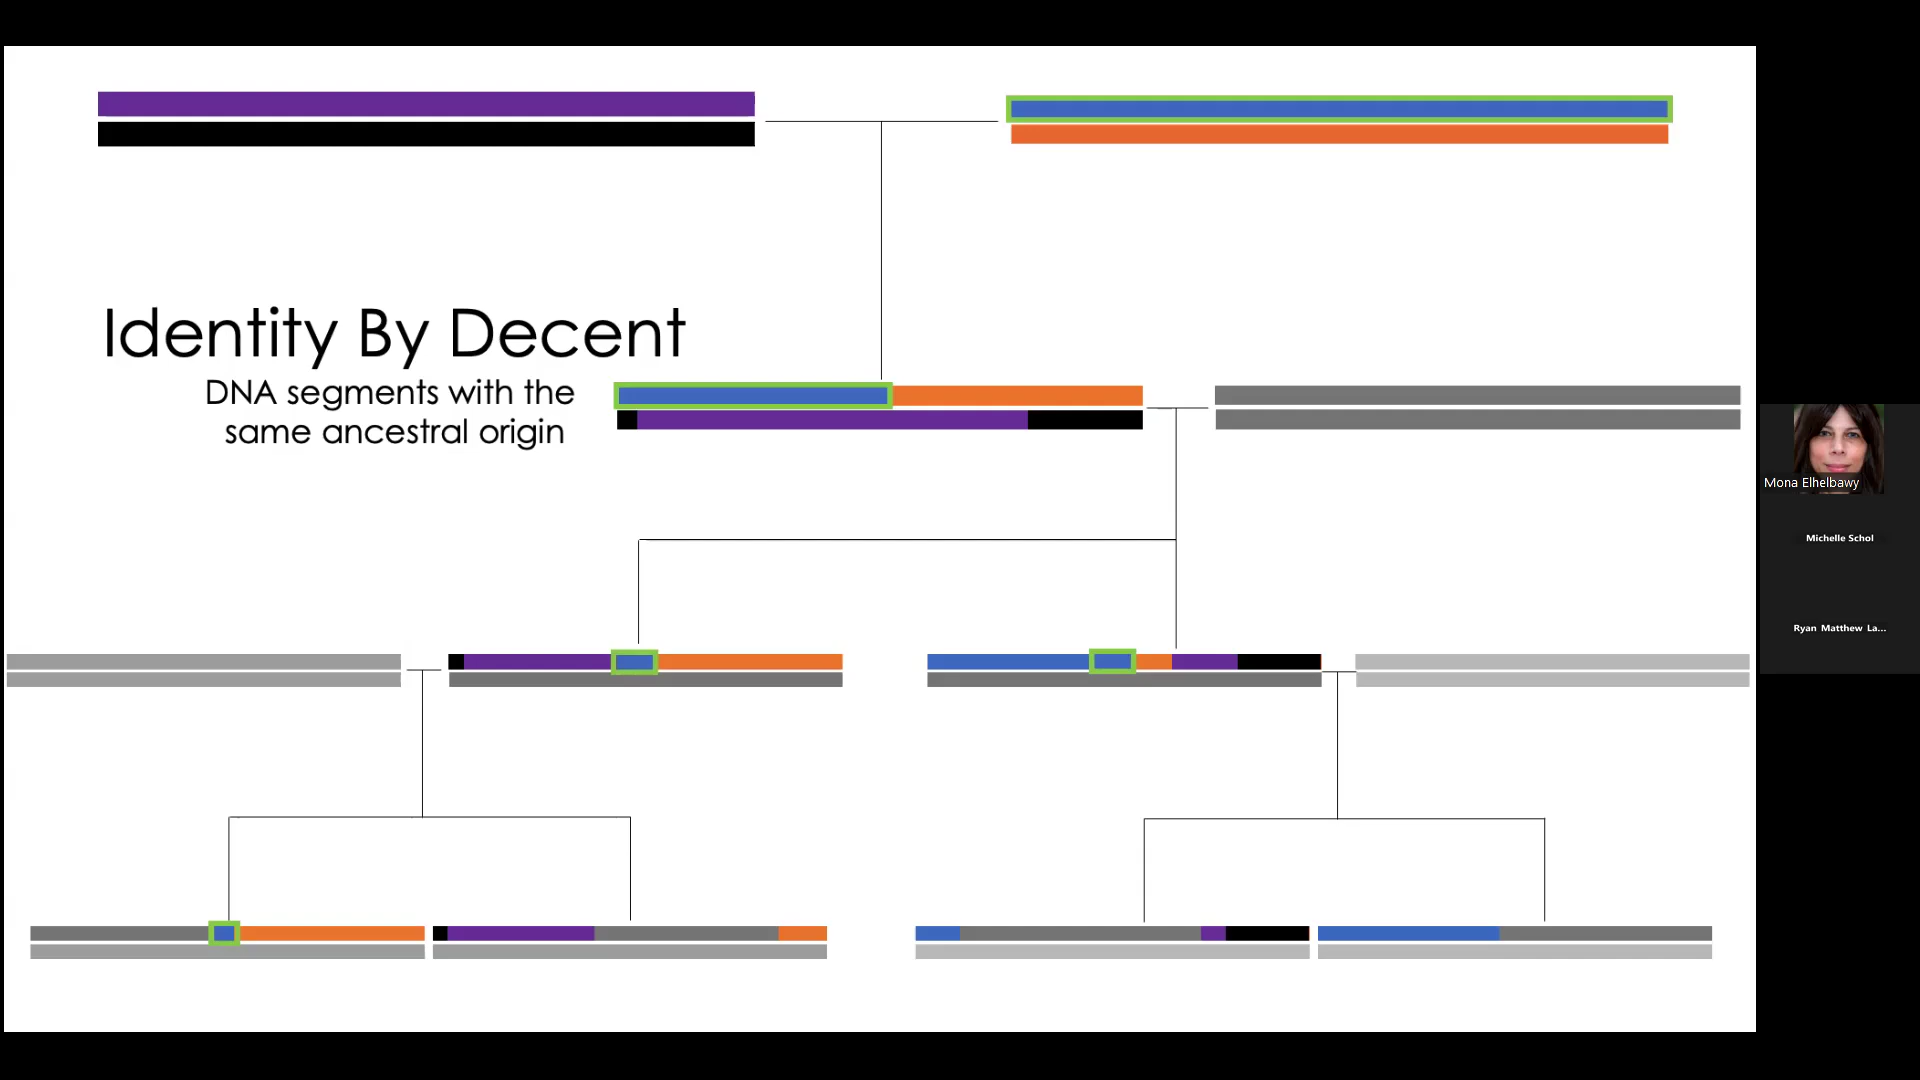 Identity By Decent
DNA segments with the
same ancestral origin
Mona Elhelbawy
Michelle Schol
Ryan Matthew La...